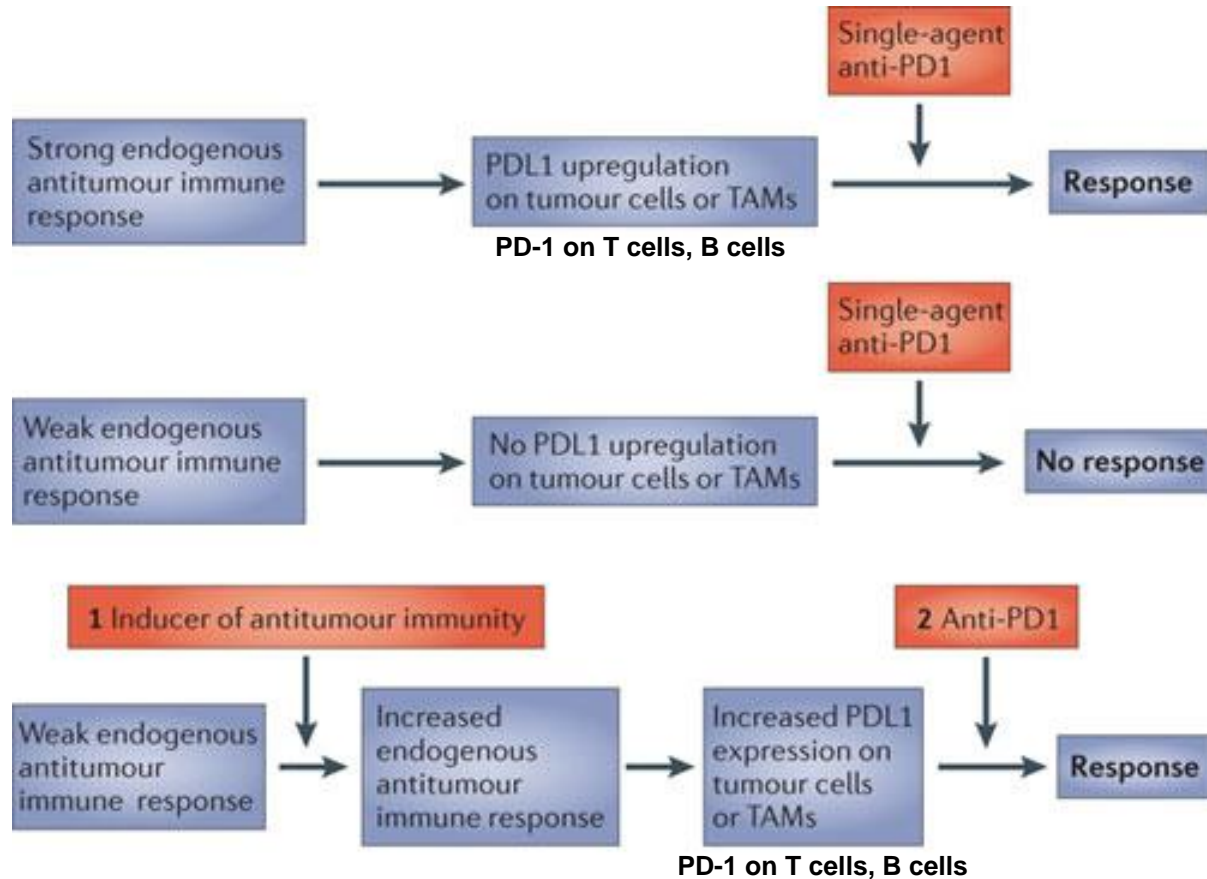 Single-agent
anti-PD1
Strong endogenous
antitumour immune
response
PDL1 upregulation
on tumour cells or TAMs
Response
PD-1 on T cells, B cells
Single-agent
anti-PD1
Weak endogenous
antitumour immune
response
No PDL1 upregulation
on tumour cells or TAMs
No response
1 Inducer of antitumour immunity
2 Anti-PD1
Weak endogenous
antitumour
immune response
Increased
endogenous
antitumour
immune response
Increased PDL1
expression on
tumour cells
or TAMs
Response
PD-1 on T cells, B cells